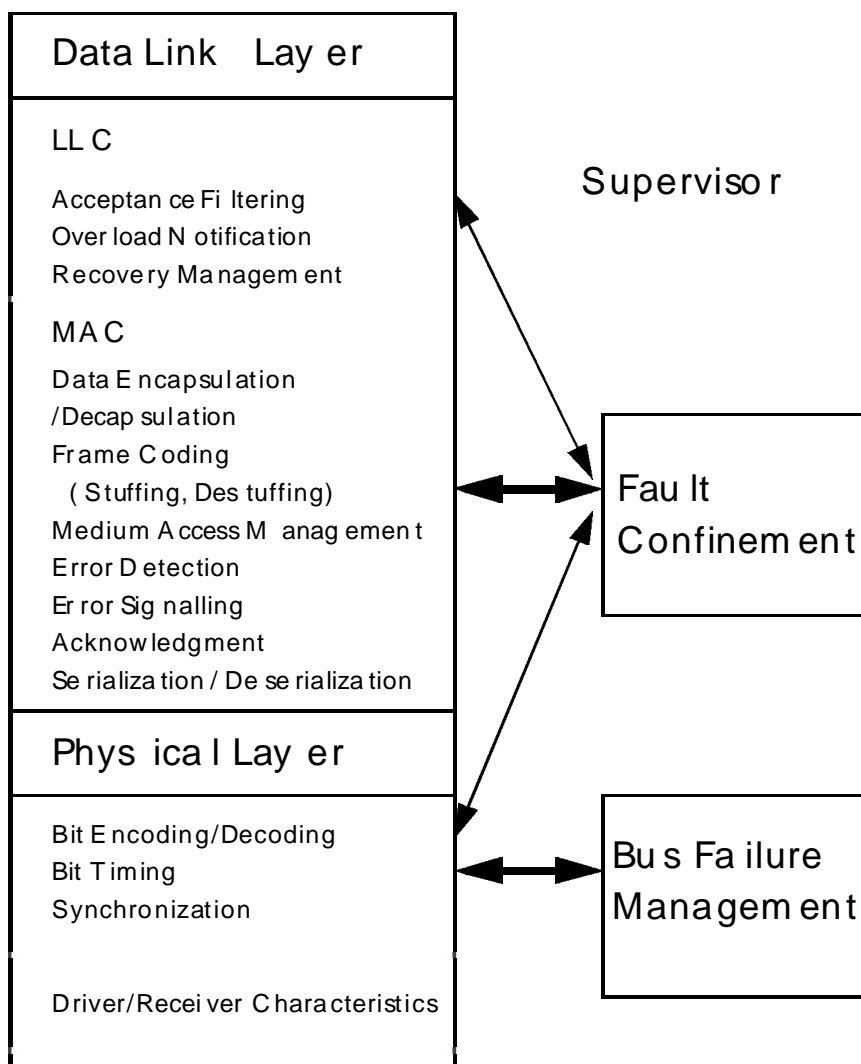 Data Link Layer
LLC
Acceptance Filtering
Overload Notification
Recovery Management
MAC
Data Encapsulation
/Decapsulation
Frame Coding
( Stuffing, Destuffing)
Medium Access Management
Error Detection
Error Signalling
Acknowledgment
Serialization / Deserialization
Physical Layer
Bit Encoding/Decoding
Bit Timing
Synchronization
Driver/Receiver Characteristics
Supervisor
Fault
Confinement
Bus Failure
Management